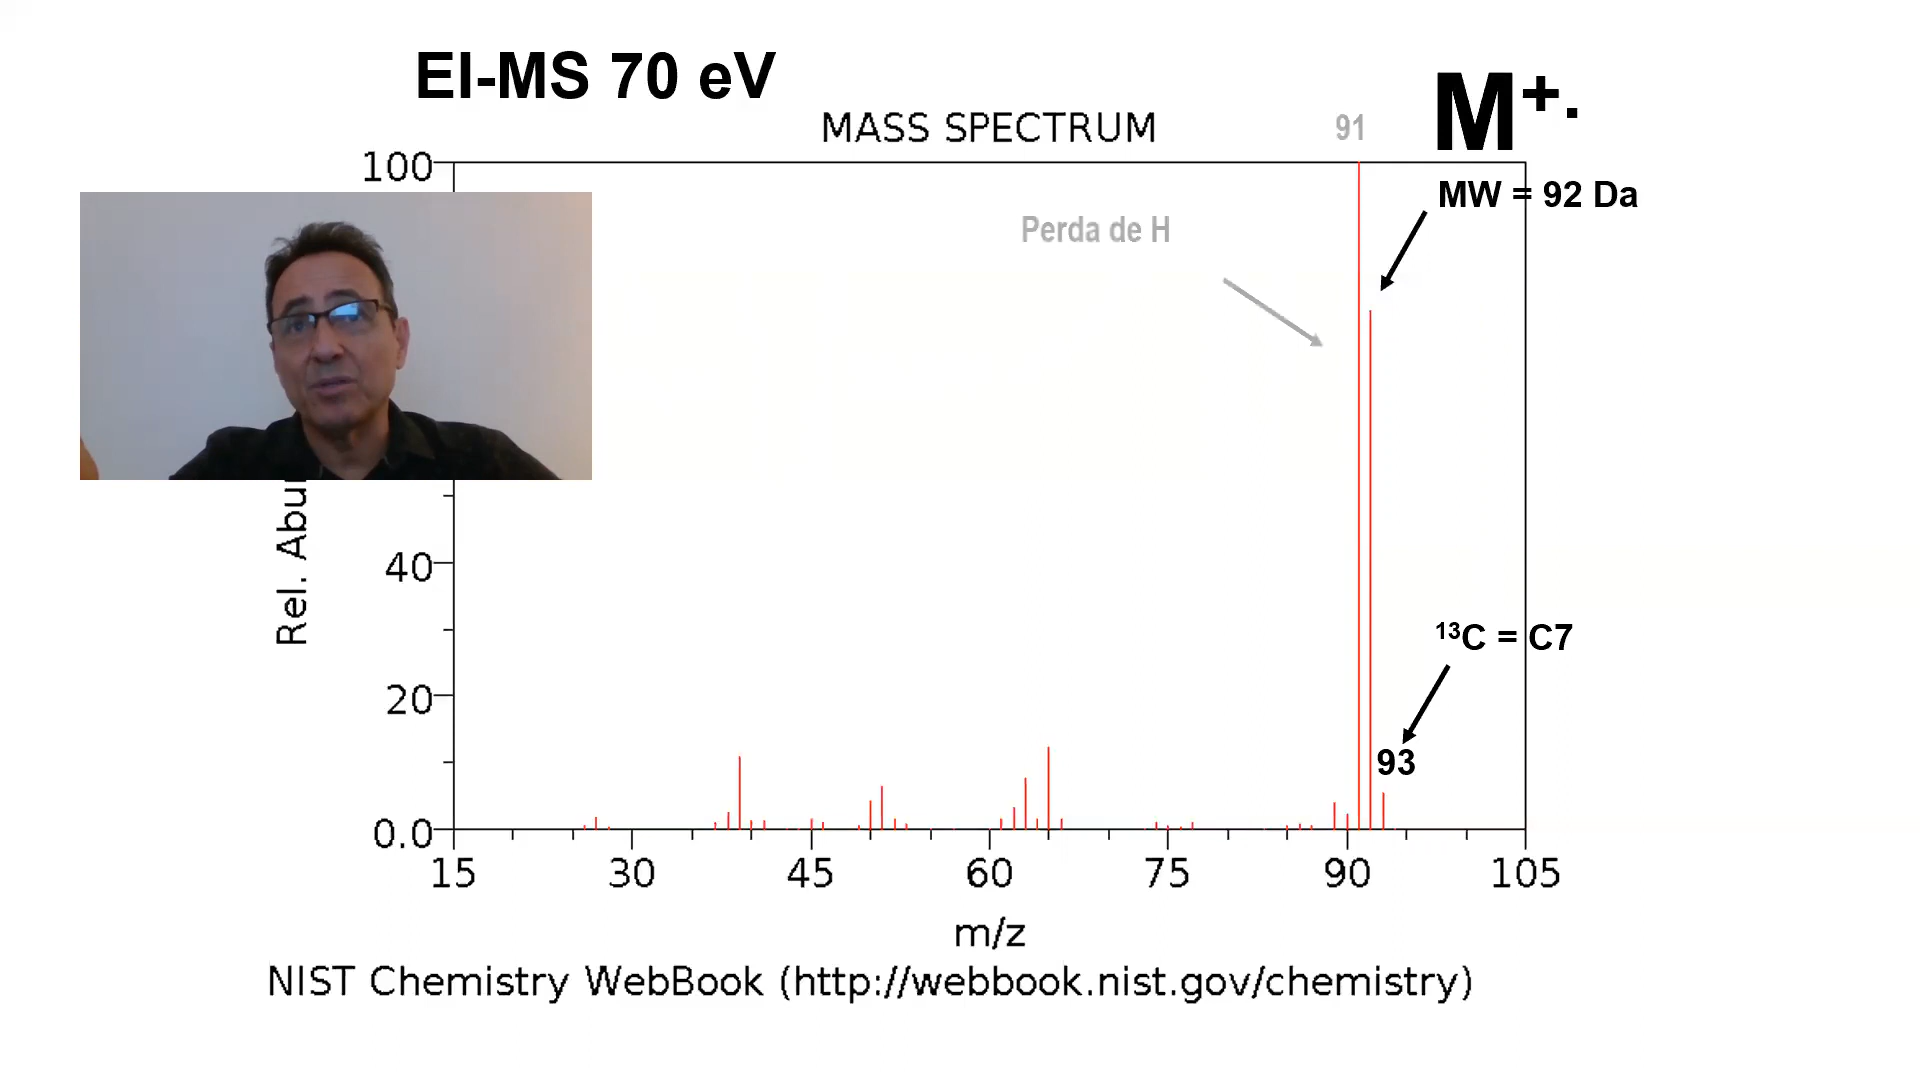 EI-MS 70 eV
M+.
MASS SPECTRUM
91
100
MW = 92 Da
Perda de H
Rel. Abu
40
13C = C7
20
93
0.0
15 30 45 60 75 90 105
m/z
NIST Chemistry WebBook (http://webbook.nist.gov/chemistry)